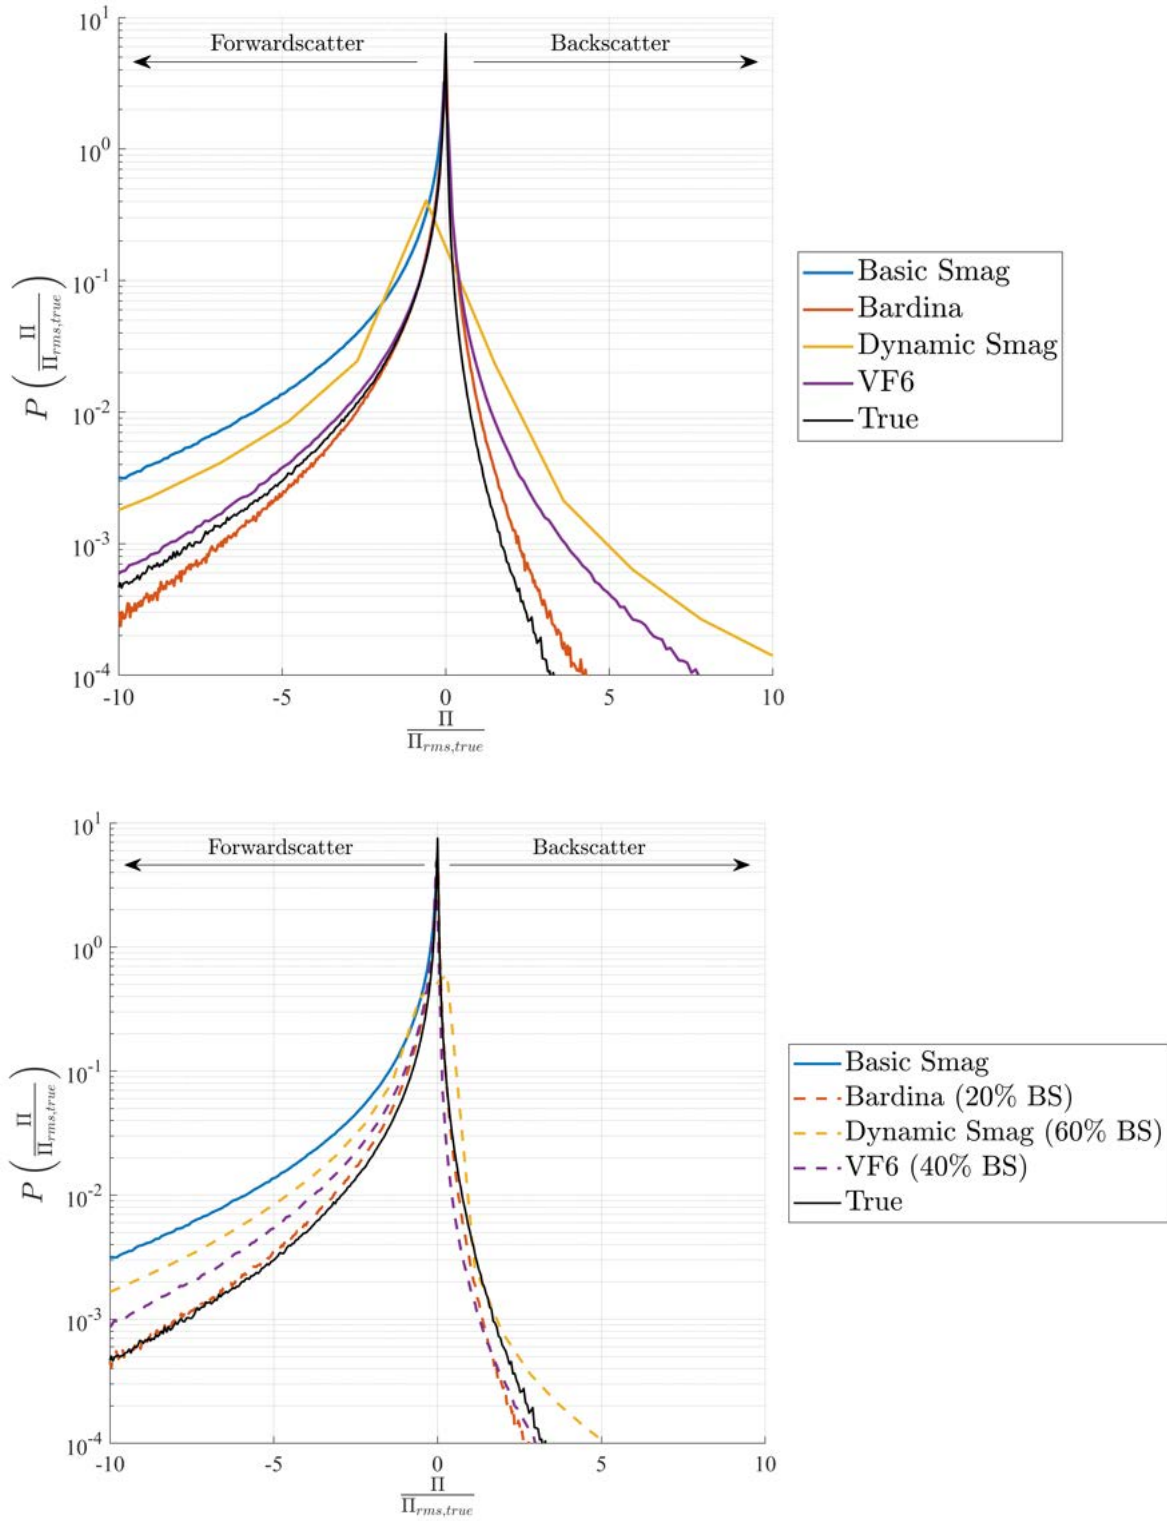 10^1
Forwardscatter
Backscatter
10^0
10^-1
10^-2
10^-3
10^-4
P(Π/Π_rms,true)
-10
-5
0
5
10
Π/Π_rms,true
Basic Smag
Bardina
Dynamic Smag
VF6
True
10^1
Forwardscatter
Backscatter
10^0
10^-1
10^-2
10^-3
10^-4
P(Π/Π_rms,true)
-10
-5
0
5
10
Π/Π_rms,true
Basic Smag
Bardina (20% BS)
Dynamic Smag (60% BS)
VF6 (40% BS)
True